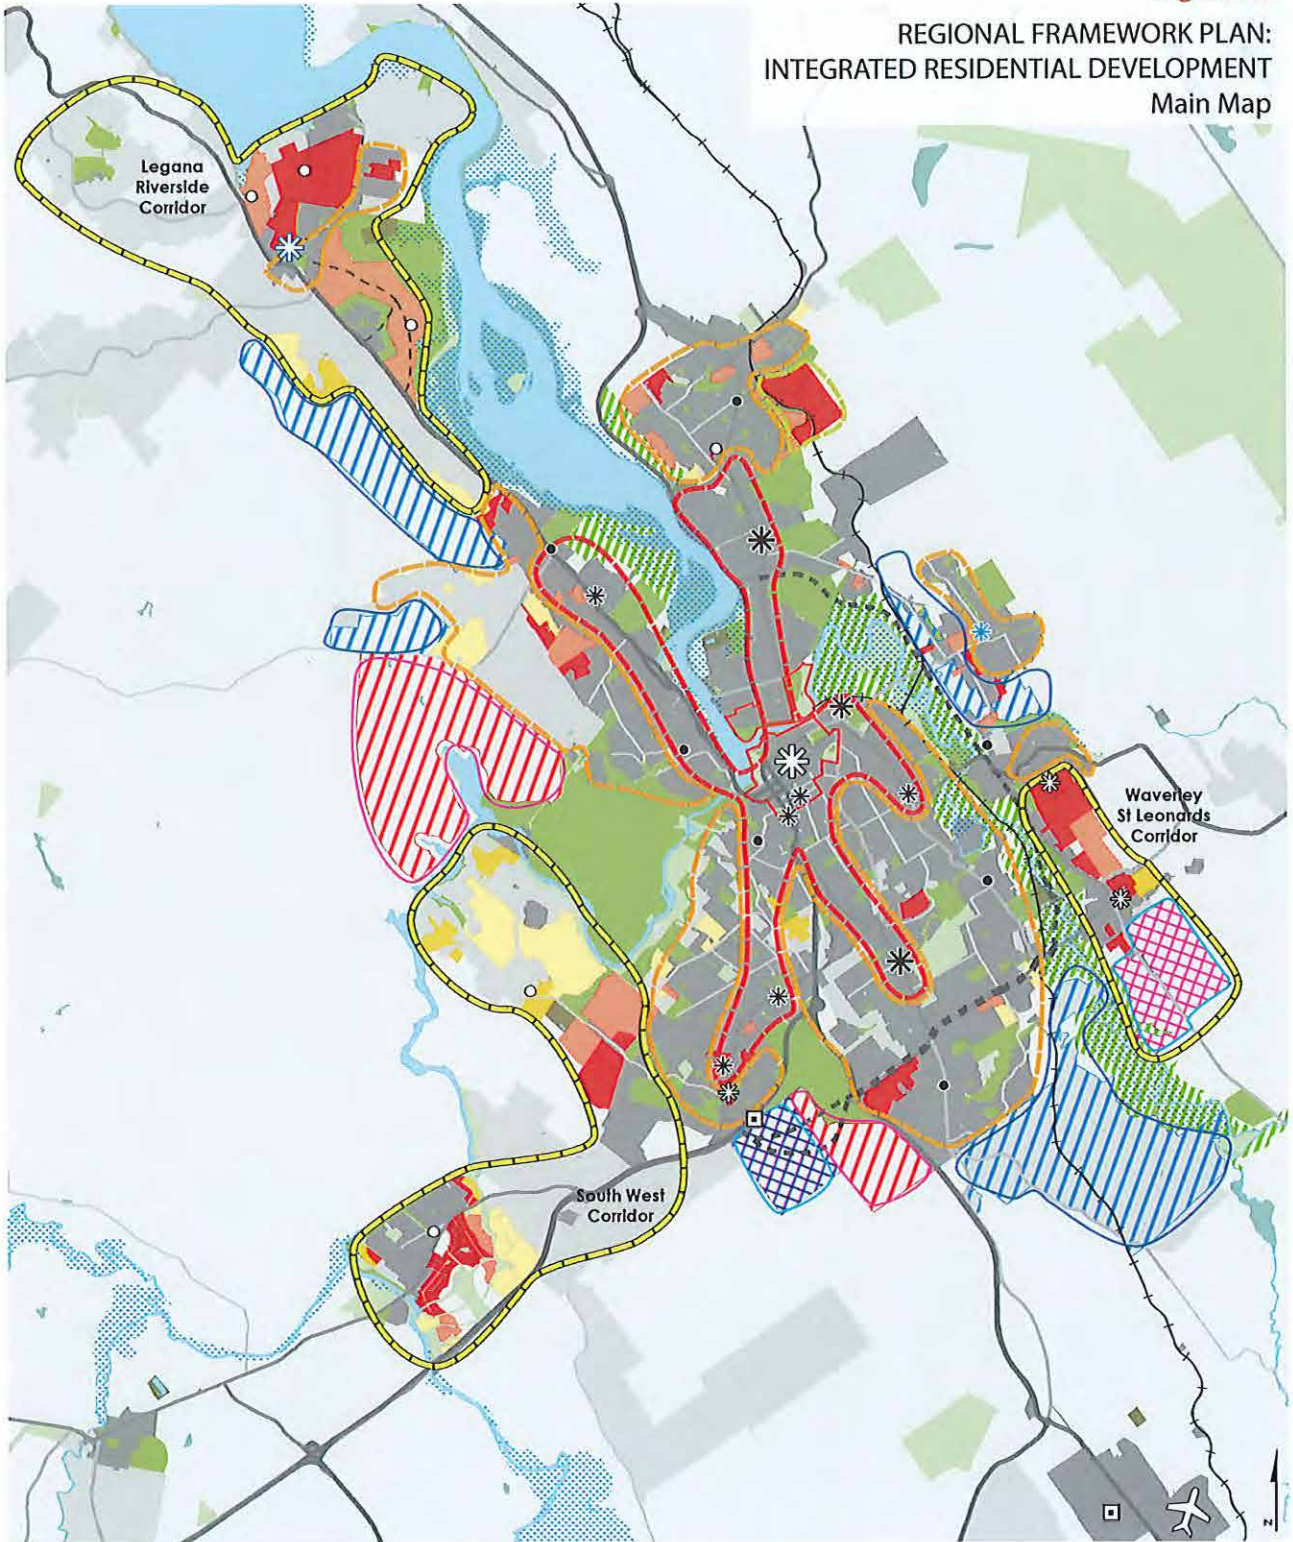 REGIONAL FRAMEWORK PLAN:
INTEGRATED RESIDENTIAL DEVELOPMENT
Main Map
Legana
Riverside
Corridor
Waverley
St Leonards
Corridor
South West
Corridor
N